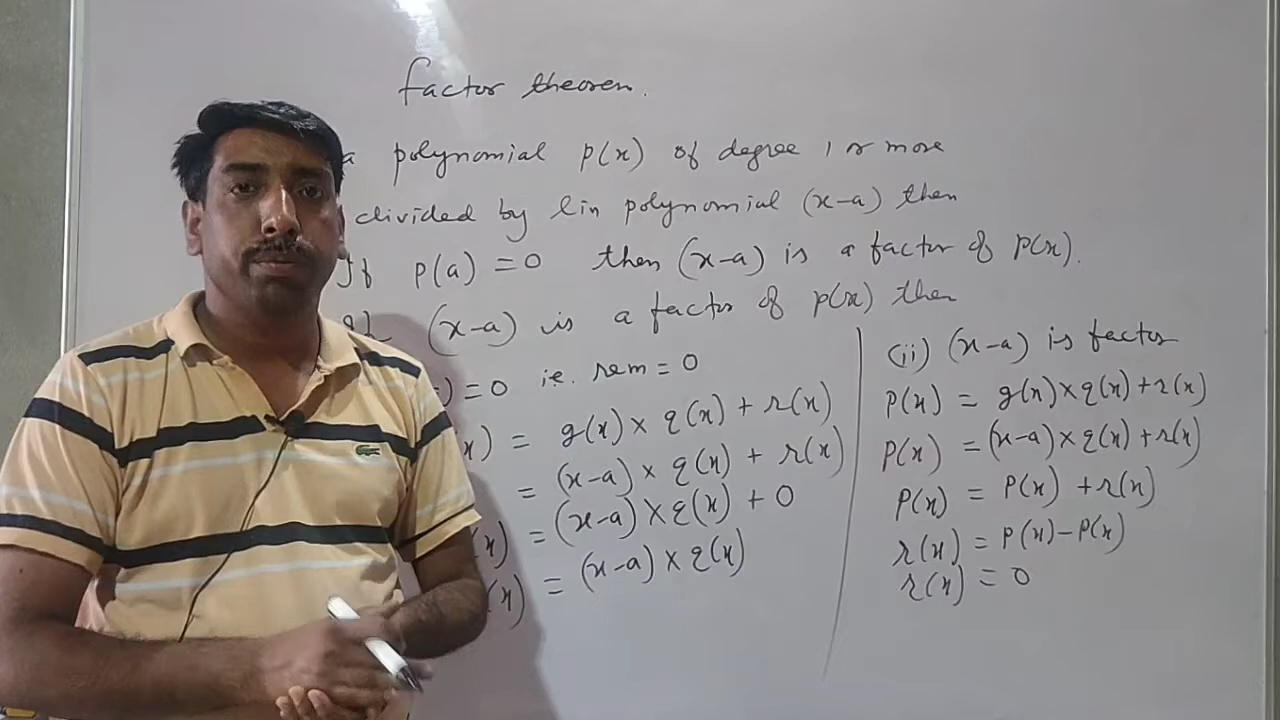 factor theorem.
a polynomial p(x) of degree 1 or more
divided by lin polynomial (x-a) then
If p(a) = 0 then (x-a) is a factor of p(x).
(x-a) is a factor of p(x) then
) = 0 i.e. rem = 0
x) = g(x) × q(x) + r(x)
= (x-a) × q(x) + r(x)
(x) = (x-a) × q(x) + 0
(x) = (x-a) × q(x)
(ii) (x-a) is factor
p(x) = g(x) × q(x) + r(x)
p(x) = (x-a) × q(x) + r(x)
p(x) = p(x) + r(x)
r(x) = p(x) - p(x)
r(x) = 0